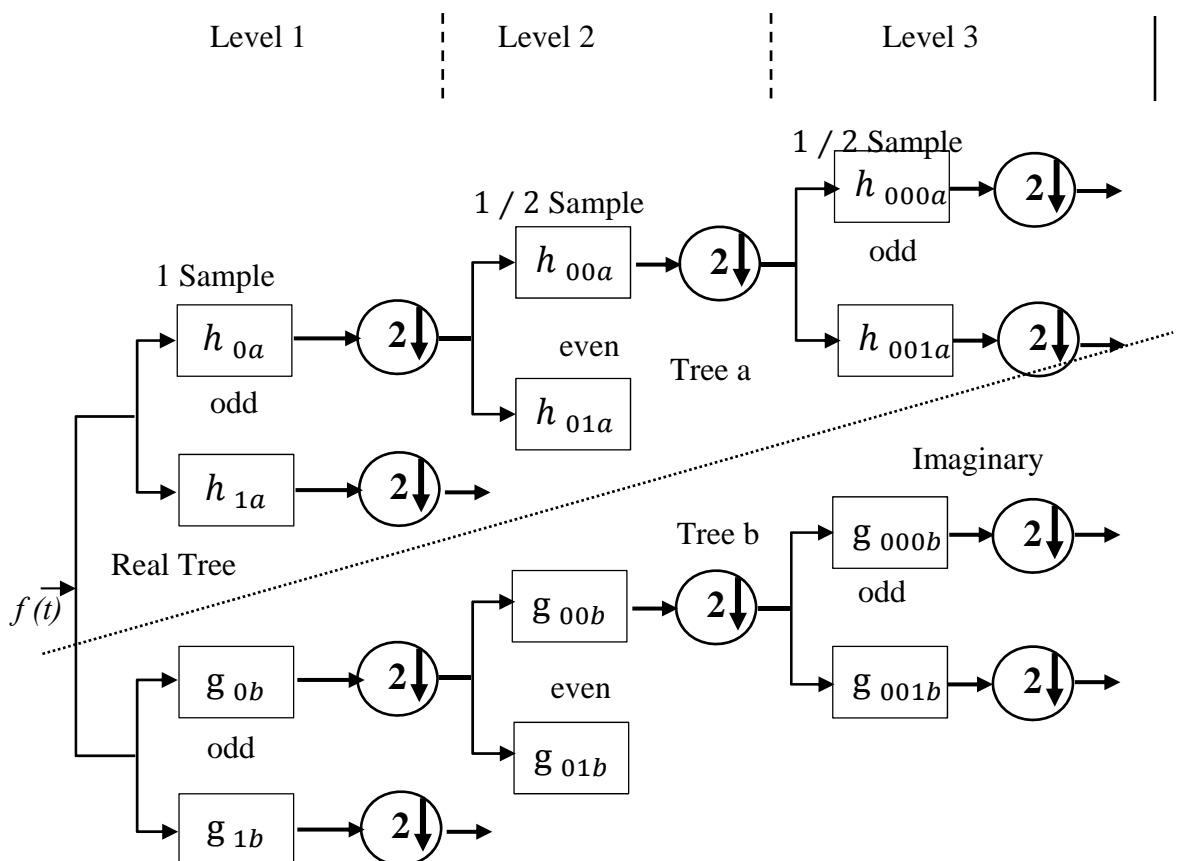 Level 1
Level 2
Level 3
1 / 2 Sample
h 000a
2
odd
1 / 2 Sample
h 00a
2
even
1 Sample
h 0a
2
odd
h 001a
2
Tree a
h 01a
h 1a
2
Imaginary
Real Tree
f (t)
Tree b
g 000b
2
odd
g 00b
2
even
g 0b
2
odd
g 001b
2
g 01b
g 1b
2